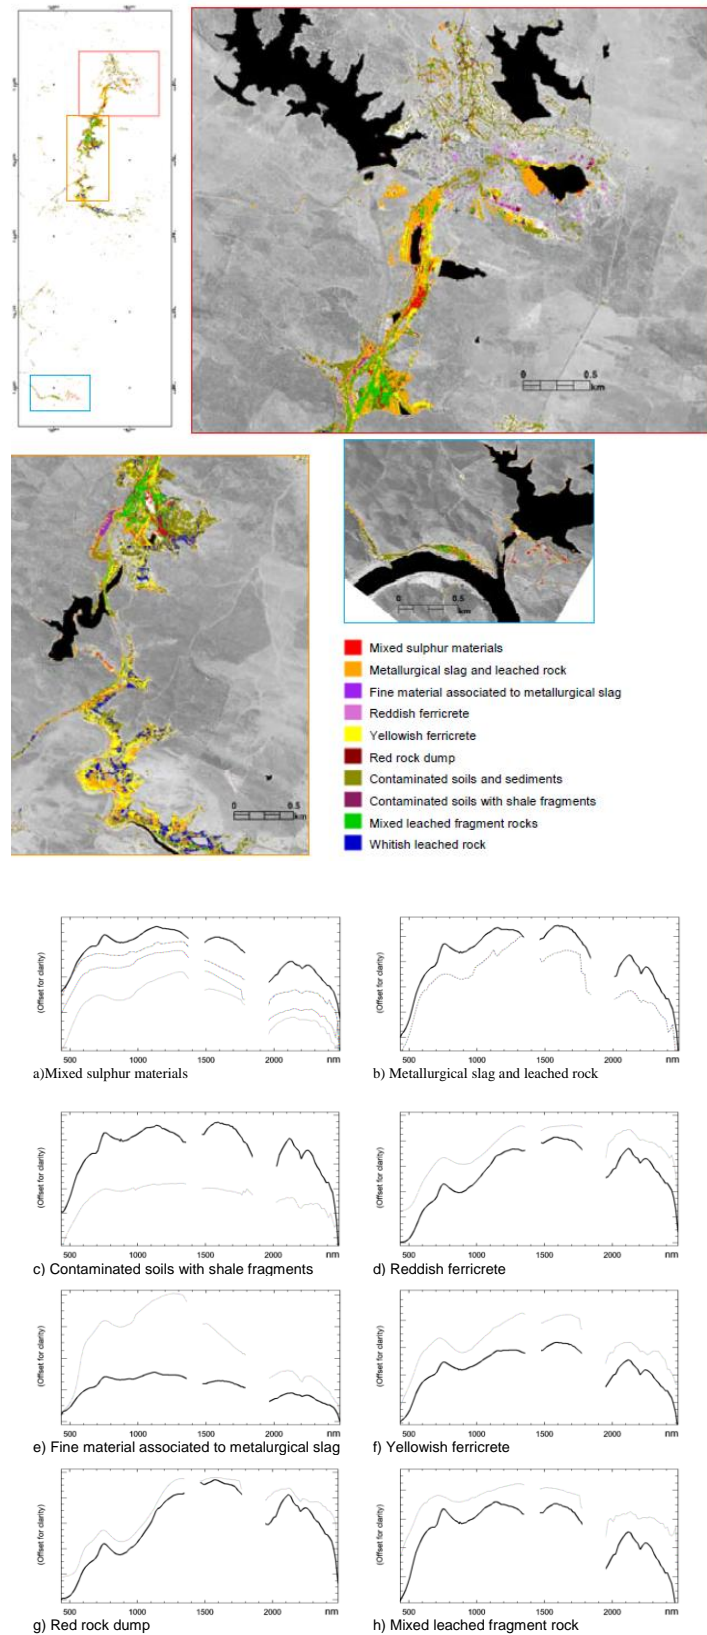 0 0.5
km
0 0.5
km
0 0.5
km
Mixed sulphur materials
Metallurgical slag and leached rock
Fine material associated to metallurgical slag
Reddish ferricrete
Yellowish ferricrete
Red rock dump
Contaminated soils and sediments
Contaminated soils with shale fragments
Mixed leached fragment rocks
Whitish leached rock
(Offset for clarity)
500 1000 1500 2000 nm
a)Mixed sulphur materials
(Offset for clarity)
500 1000 1500 2000 nm
b) Metallurgical slag and leached rock
(Offset for clarity)
500 1000 1500 2000 nm
c) Contaminated soils with shale fragments
(Offset for clarity)
500 1000 1500 2000 nm
d) Reddish ferricrete
(Offset for clarity)
500 1000 1500 2000 nm
e) Fine material associated to metalurgical slag
(Offset for clarity)
500 1000 1500 2000 nm
f) Yellowish ferricrete
(Offset for clarity)
500 1000 1500 2000 nm
g) Red rock dump
(Offset for clarity)
500 1000 1500 2000 nm
h) Mixed leached fragment rock